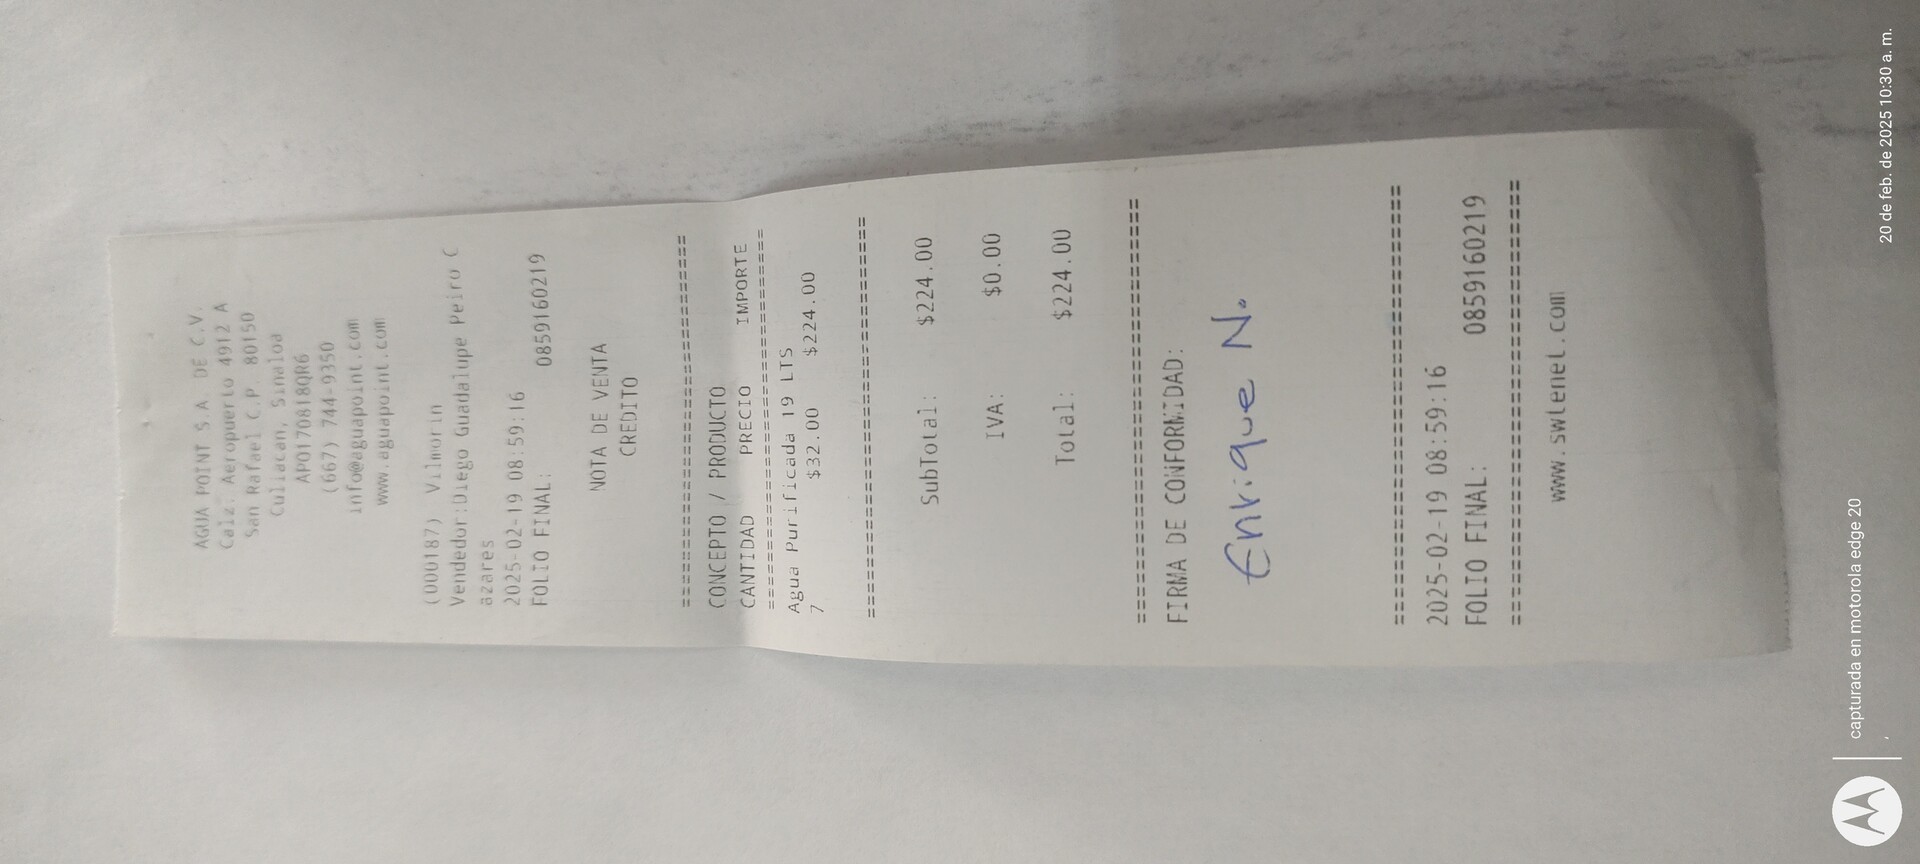 AGUA POINT S.A. DE C.V.
Calz. Aeropuerto 4912 A
San Rafael C.P. 80150
Culiacan, Sinaloa
APO170818QR6
(667) 744-9350
info@aguapoint.com
www.aguapoint.com
(000187) Vilmorin
Vendedor:Diego Guadalupe Peiro C
azares
2025-02-19 08:59:16
FOLIO FINAL: 0859160219
NOTA DE VENTA
CREDITO
================================
CONCEPTO / PRODUCTO
CANTIDAD PRECIO IMPORTE
================================
Agua Purificada 19 LTS
7 $32.00 $224.00
================================
SubTotal: $224.00
IVA: $0.00
Total: $224.00
================================
FIRMA DE CONFORMIDAD:
Enrique N.
================================
2025-02-19 08:59:16
FOLIO FINAL: 0859160219
================================
www.swlenel.com
capturada en motorola edge 20
20 de feb. de 2025 10:30 a. m.